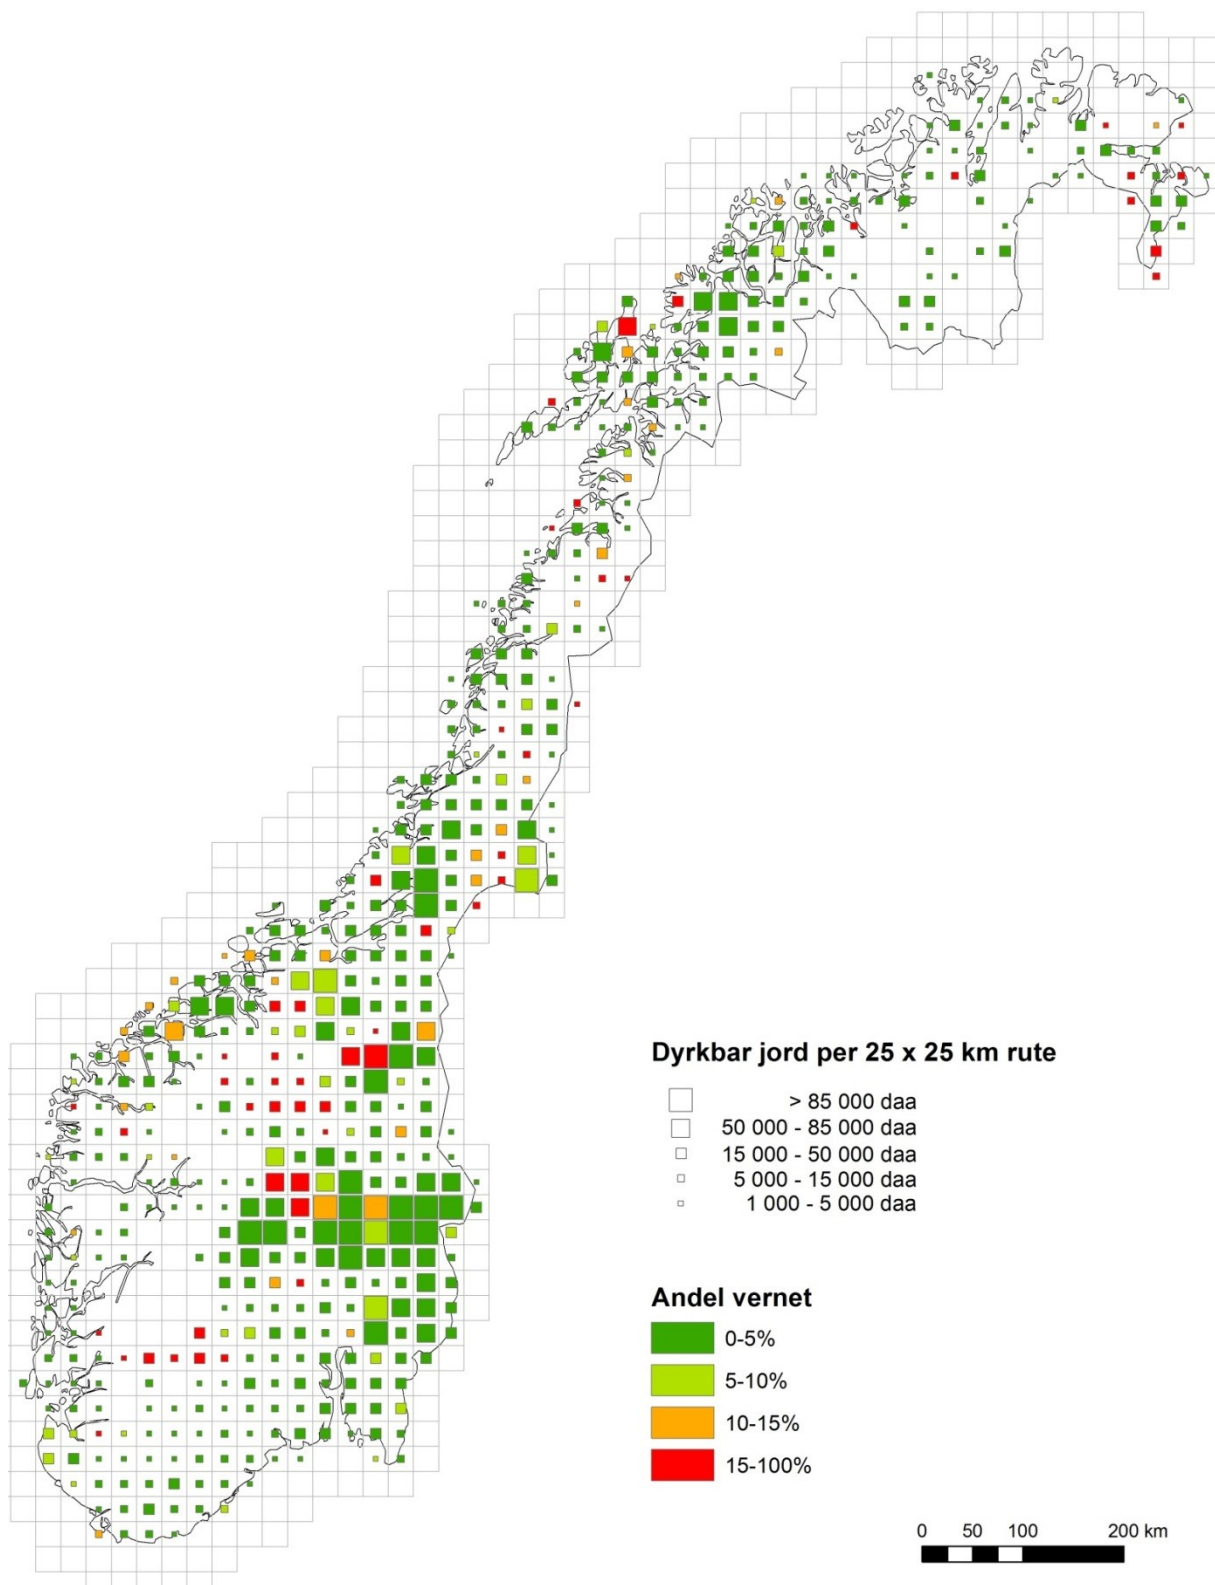 Dyrkbar jord per 25 x 25 km rute
> 85 000 daa
50 000 - 85 000 daa
15 000 - 50 000 daa
5 000 - 15 000 daa
1 000 - 5 000 daa
Andel vernet
0-5%
5-10%
10-15%
15-100%
0 50 100 200 km